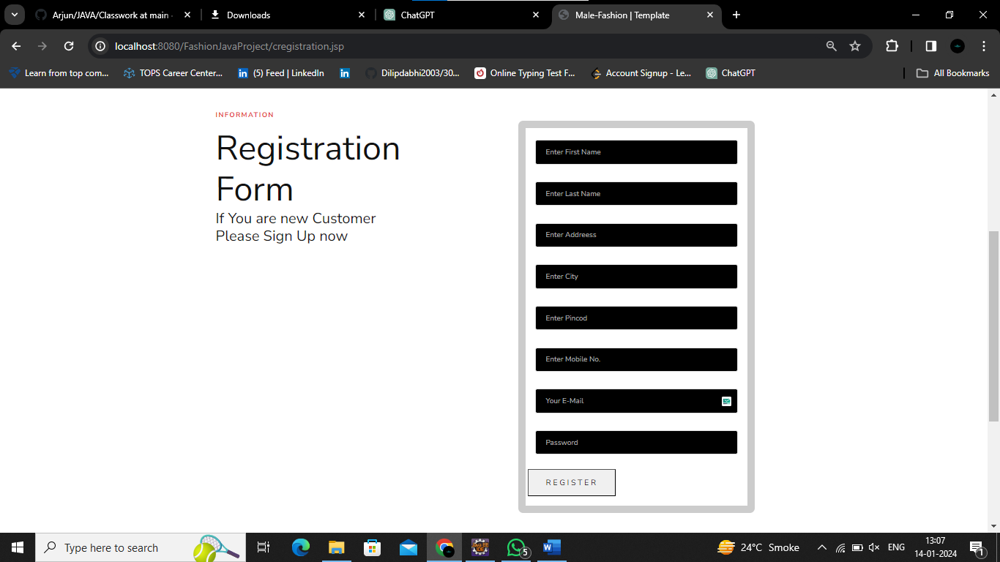 Arjun/JAVA/Classwork at main
Downloads
ChatGPT
Male-Fashion | Template
localhost:8080/FashionJavaProject/cregistration.jsp
Learn from top com...
TOPS Career Center...
(5) Feed | LinkedIn
Dilipdabhi2003/30...
Online Typing Test F...
Account Signup - Le...
ChatGPT
All Bookmarks
INFORMATION
Registration
Form
If You are new Customer
Please Sign Up now
Enter First Name
Enter Last Name
Enter Addreess
Enter City
Enter Pincod
Enter Mobile No.
Your E-Mail
Password
REGISTER
Type here to search
5
24°C Smoke
ENG
13:07
14-01-2024
1